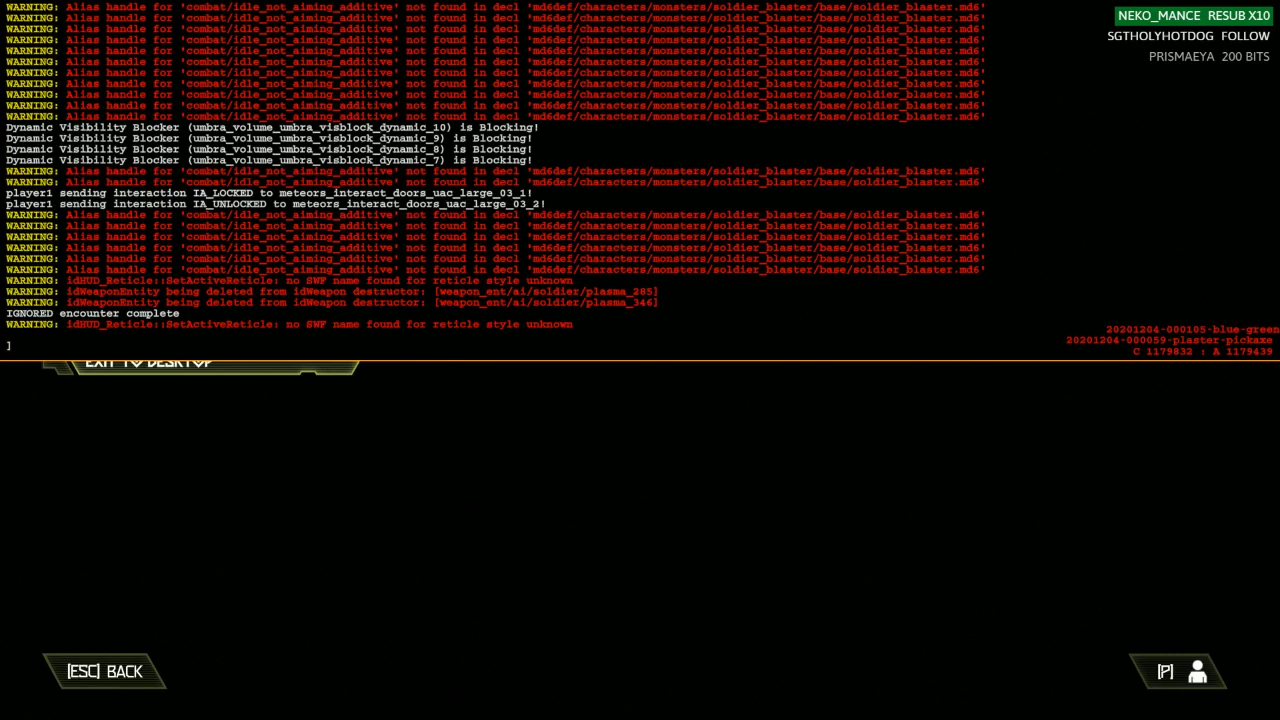 WARNING: Alias handle for 'combat/idle_not_aiming_additive' not found in decl 'md6def/characters/monsters/soldier_blaster/base/soldier_blaster.md6'
WARNING: Alias handle for 'combat/idle_not_aiming_additive' not found in decl 'md6def/characters/monsters/soldier_blaster/base/soldier_blaster.md6'
WARNING: Alias handle for 'combat/idle_not_aiming_additive' not found in decl 'md6def/characters/monsters/soldier_blaster/base/soldier_blaster.md6'
WARNING: Alias handle for 'combat/idle_not_aiming_additive' not found in decl 'md6def/characters/monsters/soldier_blaster/base/soldier_blaster.md6'
WARNING: Alias handle for 'combat/idle_not_aiming_additive' not found in decl 'md6def/characters/monsters/soldier_blaster/base/soldier_blaster.md6'
WARNING: Alias handle for 'combat/idle_not_aiming_additive' not found in decl 'md6def/characters/monsters/soldier_blaster/base/soldier_blaster.md6'
WARNING: Alias handle for 'combat/idle_not_aiming_additive' not found in decl 'md6def/characters/monsters/soldier_blaster/base/soldier_blaster.md6'
WARNING: Alias handle for 'combat/idle_not_aiming_additive' not found in decl 'md6def/characters/monsters/soldier_blaster/base/soldier_blaster.md6'
WARNING: Alias handle for 'combat/idle_not_aiming_additive' not found in decl 'md6def/characters/monsters/soldier_blaster/base/soldier_blaster.md6'
WARNING: Alias handle for 'combat/idle_not_aiming_additive' not found in decl 'md6def/characters/monsters/soldier_blaster/base/soldier_blaster.md6'
WARNING: Alias handle for 'combat/idle_not_aiming_additive' not found in decl 'md6def/characters/monsters/soldier_blaster/base/soldier_blaster.md6'
Dynamic Visibility Blocker (umbra_volume_umbra_visblock_dynamic_10) is Blocking!
Dynamic Visibility Blocker (umbra_volume_umbra_visblock_dynamic_9) is Blocking!
Dynamic Visibility Blocker (umbra_volume_umbra_visblock_dynamic_8) is Blocking!
Dynamic Visibility Blocker (umbra_volume_umbra_visblock_dynamic_7) is Blocking!
WARNING: Alias handle for 'combat/idle_not_aiming_additive' not found in decl 'md6def/characters/monsters/soldier_blaster/base/soldier_blaster.md6'
WARNING: Alias handle for 'combat/idle_not_aiming_additive' not found in decl 'md6def/characters/monsters/soldier_blaster/base/soldier_blaster.md6'
player1 sending interaction IA_LOCKED to meteors_interact_doors_uac_large_03_1!
player1 sending interaction IA_UNLOCKED to meteors_interact_doors_uac_large_03_2!
WARNING: Alias handle for 'combat/idle_not_aiming_additive' not found in decl 'md6def/characters/monsters/soldier_blaster/base/soldier_blaster.md6'
WARNING: Alias handle for 'combat/idle_not_aiming_additive' not found in decl 'md6def/characters/monsters/soldier_blaster/base/soldier_blaster.md6'
WARNING: Alias handle for 'combat/idle_not_aiming_additive' not found in decl 'md6def/characters/monsters/soldier_blaster/base/soldier_blaster.md6'
WARNING: Alias handle for 'combat/idle_not_aiming_additive' not found in decl 'md6def/characters/monsters/soldier_blaster/base/soldier_blaster.md6'
WARNING: Alias handle for 'combat/idle_not_aiming_additive' not found in decl 'md6def/characters/monsters/soldier_blaster/base/soldier_blaster.md6'
WARNING: Alias handle for 'combat/idle_not_aiming_additive' not found in decl 'md6def/characters/monsters/soldier_blaster/base/soldier_blaster.md6'
WARNING: idHUD_Reticle::SetActiveReticle: no SWF name found for reticle style unknown
WARNING: idWeaponEntity being deleted from idWeapon destructor: [weapon_ent/ai/soldier/plasma_285]
WARNING: idWeaponEntity being deleted from idWeapon destructor: [weapon_ent/ai/soldier/plasma_346]
IGNORED encounter complete
WARNING: idHUD_Reticle::SetActiveReticle: no SWF name found for reticle style unknown
]
NEKO_MANCE RESUB X10
SGTHOLYHOTDOG FOLLOW
PRISMAEYA 200 BITS
20201204-000105-blue-green
20201204-000059-plaster-pickaxe
C 1179832 : A 1179439
EXIT TO DESKTOP
[ESC] BACK
[P]